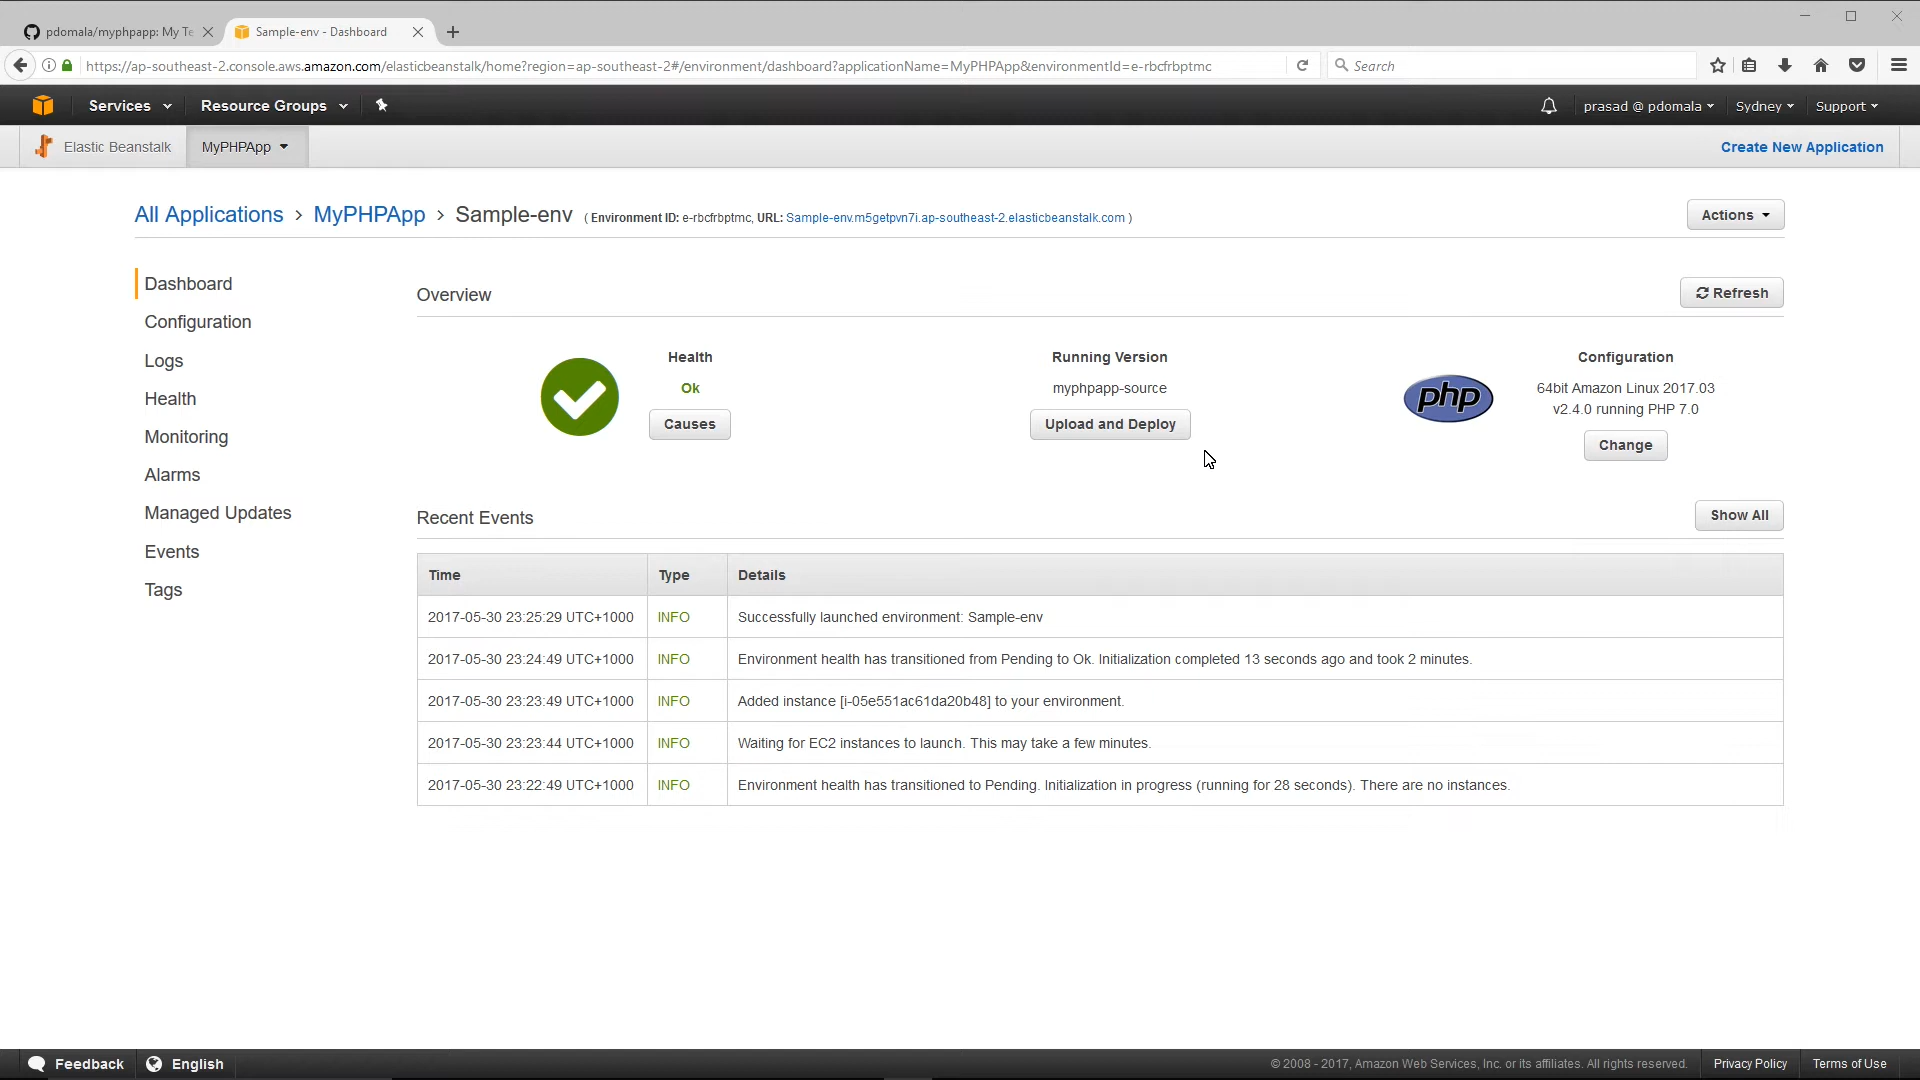 pdomala/myphpapp: My Te
Sample-env - Dashboard
https://ap-southeast-2.console.aws.amazon.com/elasticbeanstalk/home?region=ap-southeast-2#/environment/dashboard?applicationName=MyPHPApp&environmentId=e-rbcfrbptmc
Search
Services
Resource Groups
prasad @ pdomala
Sydney
Support
Elastic Beanstalk
MyPHPApp
Create New Application
All Applications > MyPHPApp > Sample-env ( Environment ID: e-rbcfrbptmc, URL: Sample-env.m5getpvn7i.ap-southeast-2.elasticbeanstalk.com )
Actions
Dashboard
Configuration
Logs
Health
Monitoring
Alarms
Managed Updates
Events
Tags
Overview
Refresh
Health
Ok
Causes
Running Version
myphpapp-source
Upload and Deploy
php
Configuration
64bit Amazon Linux 2017.03
v2.4.0 running PHP 7.0
Change
Recent Events
Show All
Time Type Details
2017-05-30 23:25:29 UTC+1000 INFO Successfully launched environment: Sample-env
2017-05-30 23:24:49 UTC+1000 INFO Environment health has transitioned from Pending to Ok. Initialization completed 13 seconds ago and took 2 minutes.
2017-05-30 23:23:49 UTC+1000 INFO Added instance [i-05e551ac61da20b48] to your environment.
2017-05-30 23:23:44 UTC+1000 INFO Waiting for EC2 instances to launch. This may take a few minutes.
2017-05-30 23:22:49 UTC+1000 INFO Environment health has transitioned to Pending. Initialization in progress (running for 28 seconds). There are no instances.
Feedback
English
© 2008 - 2017, Amazon Web Services, Inc. or its affiliates. All rights reserved.
Privacy Policy
Terms of Use